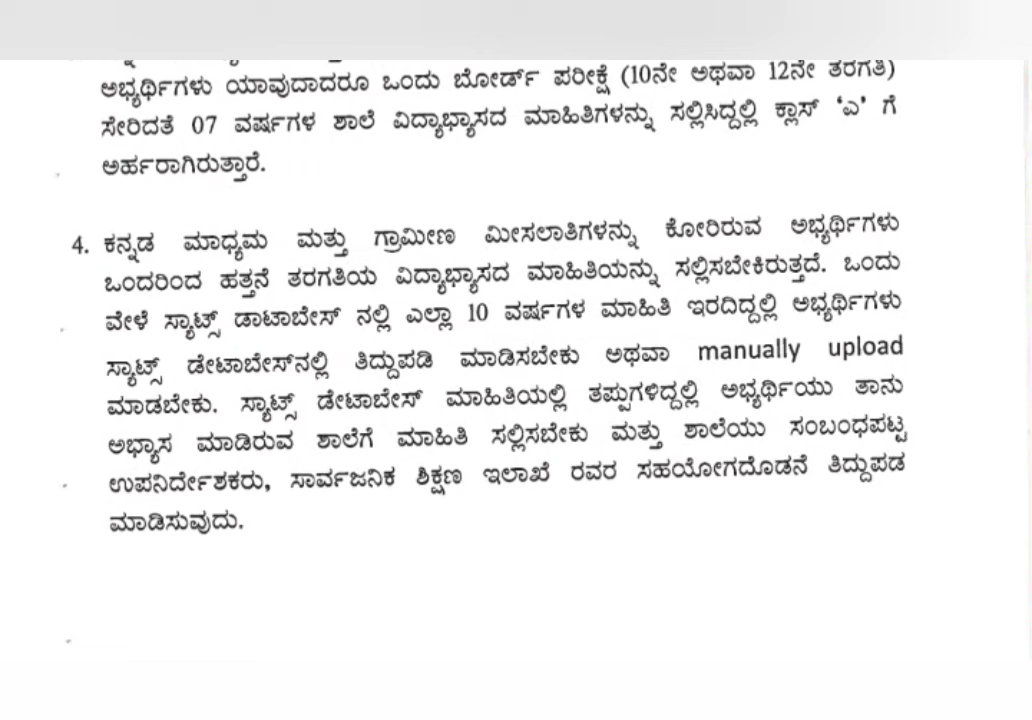 ಅಭ್ಯರ್ಥಿಗಳು ಯಾವುದಾದರೂ ಒಂದು ಬೋರ್ಡ್ ಪರೀಕ್ಷೆ (10ನೇ ಅಥವಾ 12ನೇ ತರಗತಿ)
ಸೇರಿದತೆ 07 ವರ್ಷಗಳ ಶಾಲೆ ವಿದ್ಯಾಭ್ಯಾಸದ ಮಾಹಿತಿಗಳನ್ನು ಸಲ್ಲಿಸಿದ್ದಲ್ಲಿ ಕ್ಲಾಸ್ ‘ಎ’ ಗೆ
ಅರ್ಹರಾಗಿರುತ್ತಾರೆ.
4. ಕನ್ನಡ ಮಾಧ್ಯಮ ಮತ್ತು ಗ್ರಾಮೀಣ ಮೀಸಲಾತಿಗಳನ್ನು ಕೋರಿರುವ ಅಭ್ಯರ್ಥಿಗಳು
ಒಂದರಿಂದ ಹತ್ತನೆ ತರಗತಿಯ ವಿದ್ಯಾಭ್ಯಾಸದ ಮಾಹಿತಿಯನ್ನು ಸಲ್ಲಿಸಬೇಕಿರುತ್ತದೆ. ಒಂದು
ವೇಳೆ ಸ್ಯಾಟ್ಸ್ ಡಾಟಾಬೇಸ್ ನಲ್ಲಿ ಎಲ್ಲಾ 10 ವರ್ಷಗಳ ಮಾಹಿತಿ ಇರದಿದ್ದಲ್ಲಿ ಅಭ್ಯರ್ಥಿಗಳು
ಸ್ಯಾಟ್ಸ್ ಡೇಟಾಬೇಸ್‌ನಲ್ಲಿ ತಿದ್ದುಪಡಿ ಮಾಡಿಸಬೇಕು ಅಥವಾ manually upload
ಮಾಡಬೇಕು. ಸ್ಯಾಟ್ಸ್ ಡೇಟಾಬೇಸ್ ಮಾಹಿತಿಯಲ್ಲಿ ತಪ್ಪುಗಳಿದ್ದಲ್ಲಿ ಅಭ್ಯರ್ಥಿಯು ತಾನು
ಅಭ್ಯಾಸ ಮಾಡಿರುವ ಶಾಲೆಗೆ ಮಾಹಿತಿ ಸಲ್ಲಿಸಬೇಕು ಮತ್ತು ಶಾಲೆಯು ಸಂಬಂಧಪಟ್ಟ
ಉಪನಿರ್ದೇಶಕರು, ಸಾರ್ವಜನಿಕ ಶಿಕ್ಷಣ ಇಲಾಖೆ ರವರ ಸಹಯೋಗದೊಡನೆ ತಿದ್ದುಪಡ
ಮಾಡಿಸುವುದು.